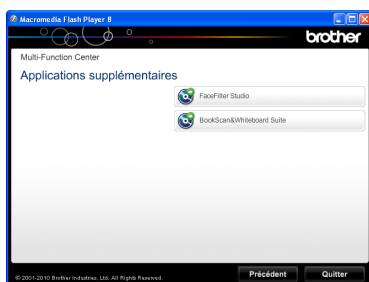 Macromedia Flash Player 8
brother
Multi-Function Center
Applications supplémentaires
FaceFilter Studio
BookScan&Whiteboard Suite
© 2001-2010 Brother Industries, Ltd. All Rights Reserved.
Précédent
Quitter